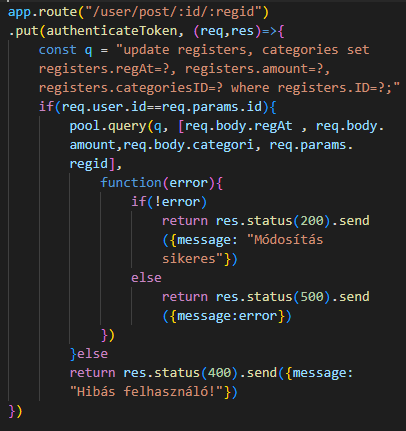 app.route("/user/post/:id/:regid")
.put(authenticateToken, (req,res)=>{
const q = "update registers, categories set
registers.regAt=?, registers.amount=?,
registers.categoriesID=? where registers.ID=?;"
if(req.user.id==req.params.id){
pool.query(q, [req.body.regAt , req.body.
amount,req.body.categori, req.params.
regid],
function(error){
if(!error)
return res.status(200).send
({message: "Módosítás
sikeres"})
else
return res.status(500).send
({message:error})
})
}else
return res.status(400).send({message:
"Hibás felhasználó!"})
})